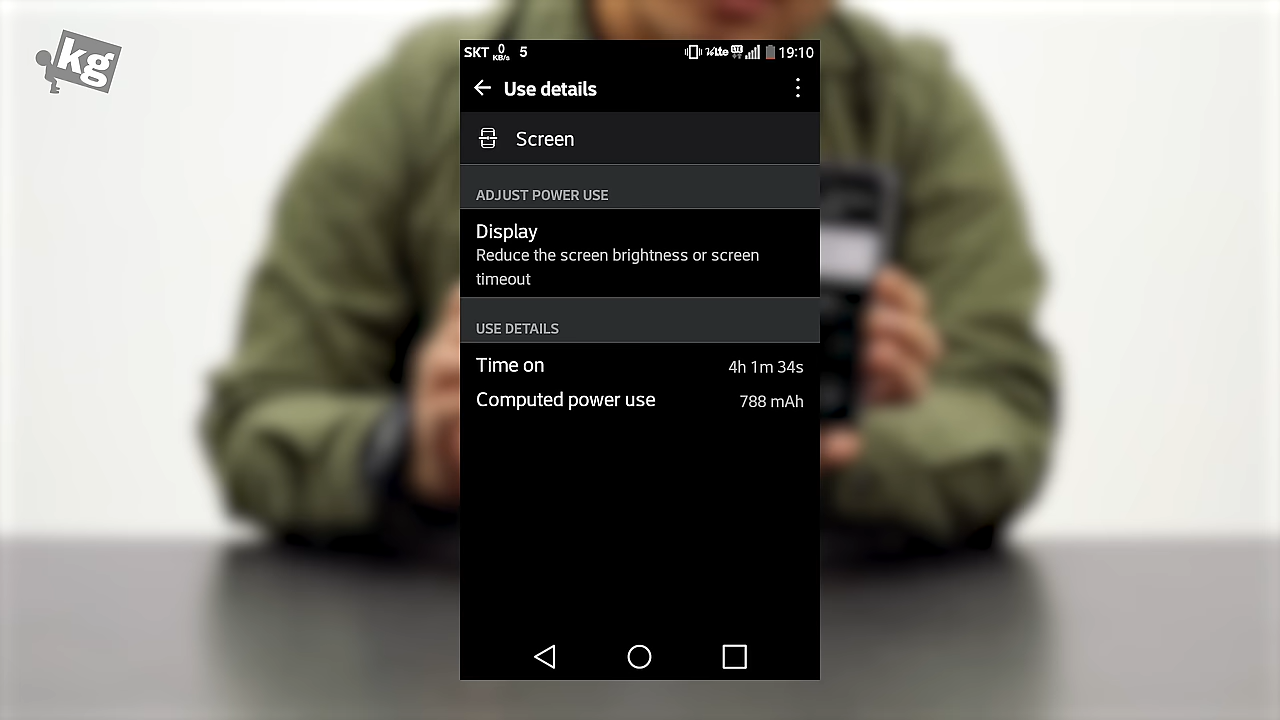 kg
SKT 0 KB/s 5 LTE 19:10
Use details
Screen
ADJUST POWER USE
Display
Reduce the screen brightness or screen
timeout
USE DETAILS
Time on 4h 1m 34s
Computed power use 788 mAh